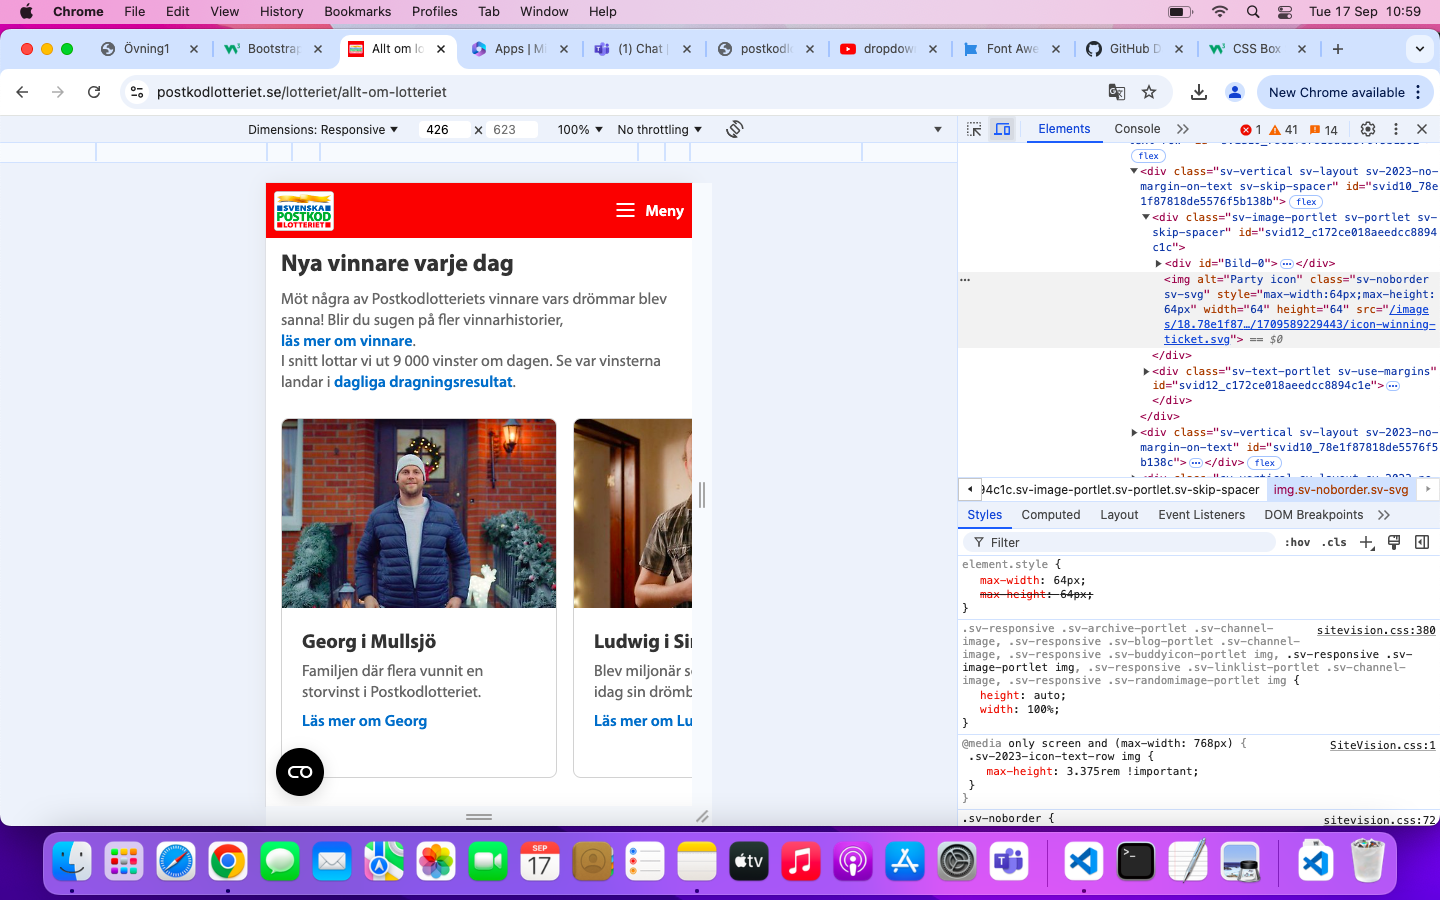 Chrome File Edit View History Bookmarks Profiles Tab Window Help Tue 17 Sep 10:59
Övning1 Bootstrap Allt om lo Apps | Mi (1) Chat | postkodl dropdow Font Awe GitHub D CSS Box
postkodlotteriet.se/lotteriet/allt-om-lotteriet New Chrome available
Dimensions: Responsive 426 × 623 100% No throttling
Elements Console 1 41 14
SVENSKA
POSTKOD
LOTTERIET
Meny
Nya vinnare varje dag
Möt några av Postkodlotteriets vinnare vars drömmar blev
sanna! Blir du sugen på fler vinnarhistorier,
läs mer om vinnare.
I snitt lottar vi ut 9 000 vinster om dagen. Se var vinsterna
landar i dagliga dragningsresultat.
Georg i Mullsjö
Familjen där flera vunnit en
storvinst i Postkodlotteriet.
Läs mer om Georg
Ludwig i Sin
Blev miljonär s
idag sin drömb
Läs mer om Lu
flex
<div class="sv-vertical sv-layout sv-2023-no-
margin-on-text sv-skip-spacer" id="svid10_78e
1f87818de5576f5b138b"> flex
<div class="sv-image-portlet sv-portlet sv-
skip-spacer" id="svid12_c172ce018aeedcc8894
c1c">
<div id="Bild-0"> … </div>
… <img alt="Party icon" class="sv-noborder
sv-svg" style="max-width:64px;max-height:
64px" width="64" height="64" src="/image
s/18.78e1f87…/1709589229443/icon-winning-
ticket.svg"> == $0
</div>
<div class="sv-text-portlet sv-use-margins"
id="svid12_c172ce018aeedcc8894c1e"> …
</div>
</div>
<div class="sv-vertical sv-layout sv-2023-no-
margin-on-text" id="svid10_78e1f87818de5576f5
b138c"> … </div> flex
94c1c.sv-image-portlet.sv-portlet.sv-skip-spacer img.sv-noborder.sv-svg
Styles Computed Layout Event Listeners DOM Breakpoints
Filter :hov .cls
element.style {
max-width: 64px;
max-height: 64px;
}
.sv-responsive .sv-archive-portlet .sv-channel- sitevision.css:380
image, .sv-responsive .sv-blog-portlet .sv-channel-
image, .sv-responsive .sv-buddyicon-portlet img, .sv-responsive .sv-
image-portlet img, .sv-responsive .sv-linklist-portlet .sv-channel-
image, .sv-responsive .sv-randomimage-portlet img {
height: auto;
width: 100%;
}
@media only screen and (max-width: 768px) { SiteVision.css:1
.sv-2023-icon-text-row img {
max-height: 3.375rem !important;
}
}
.sv-noborder { sitevision.css:72
SEP
17
tv